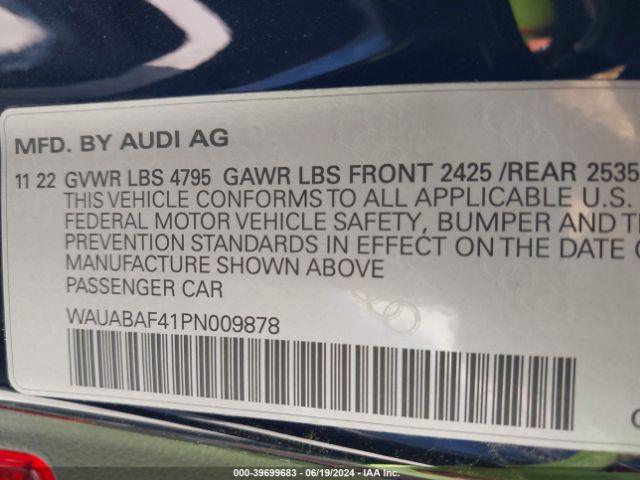 MFD. BY AUDI AG
11 22 GVWR LBS 4795 GAWR LBS FRONT 2425 /REAR 2535
THIS VEHICLE CONFORMS TO ALL APPLICABLE U.S.
FEDERAL MOTOR VEHICLE SAFETY, BUMPER AND
PREVENTION STANDARDS IN EFFECT ON THE DATE
MANUFACTURE SHOWN ABOVE
PASSENGER CAR
WAUABAF41PN009878
000-39699683 - 06/19/2024 - IAAI.COM